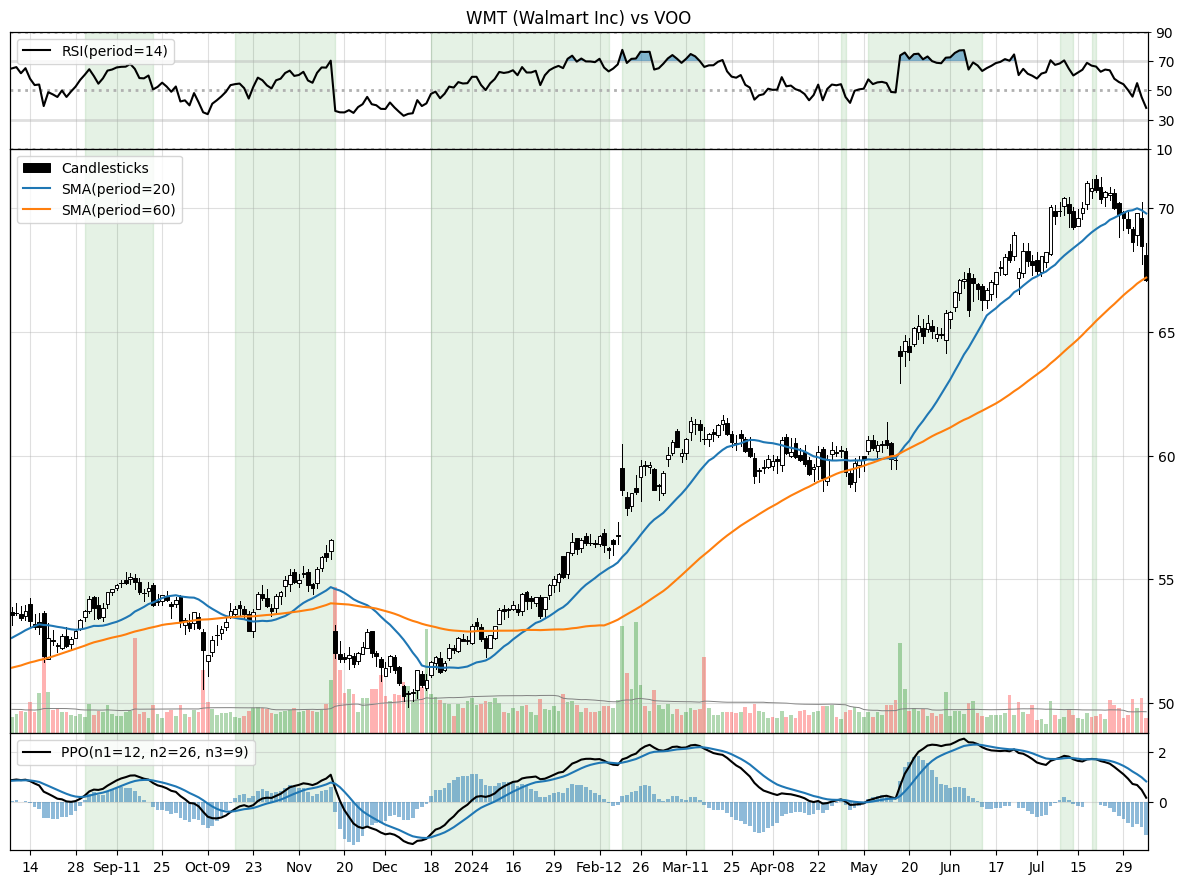 WMT (Walmart Inc) vs VOO
RSI(period=14)
90
70
50
30
10
Candlesticks
SMA(period=20)
SMA(period=60)
70
65
60
55
50
PPO(n1=12, n2=26, n3=9)
2
0
14 28 Sep-11 25 Oct-09 23 Nov 20 Dec 18 2024 16 29 Feb-12 26 Mar-11 25 Apr-08 22 May 20 Jun 17 Jul 15 29